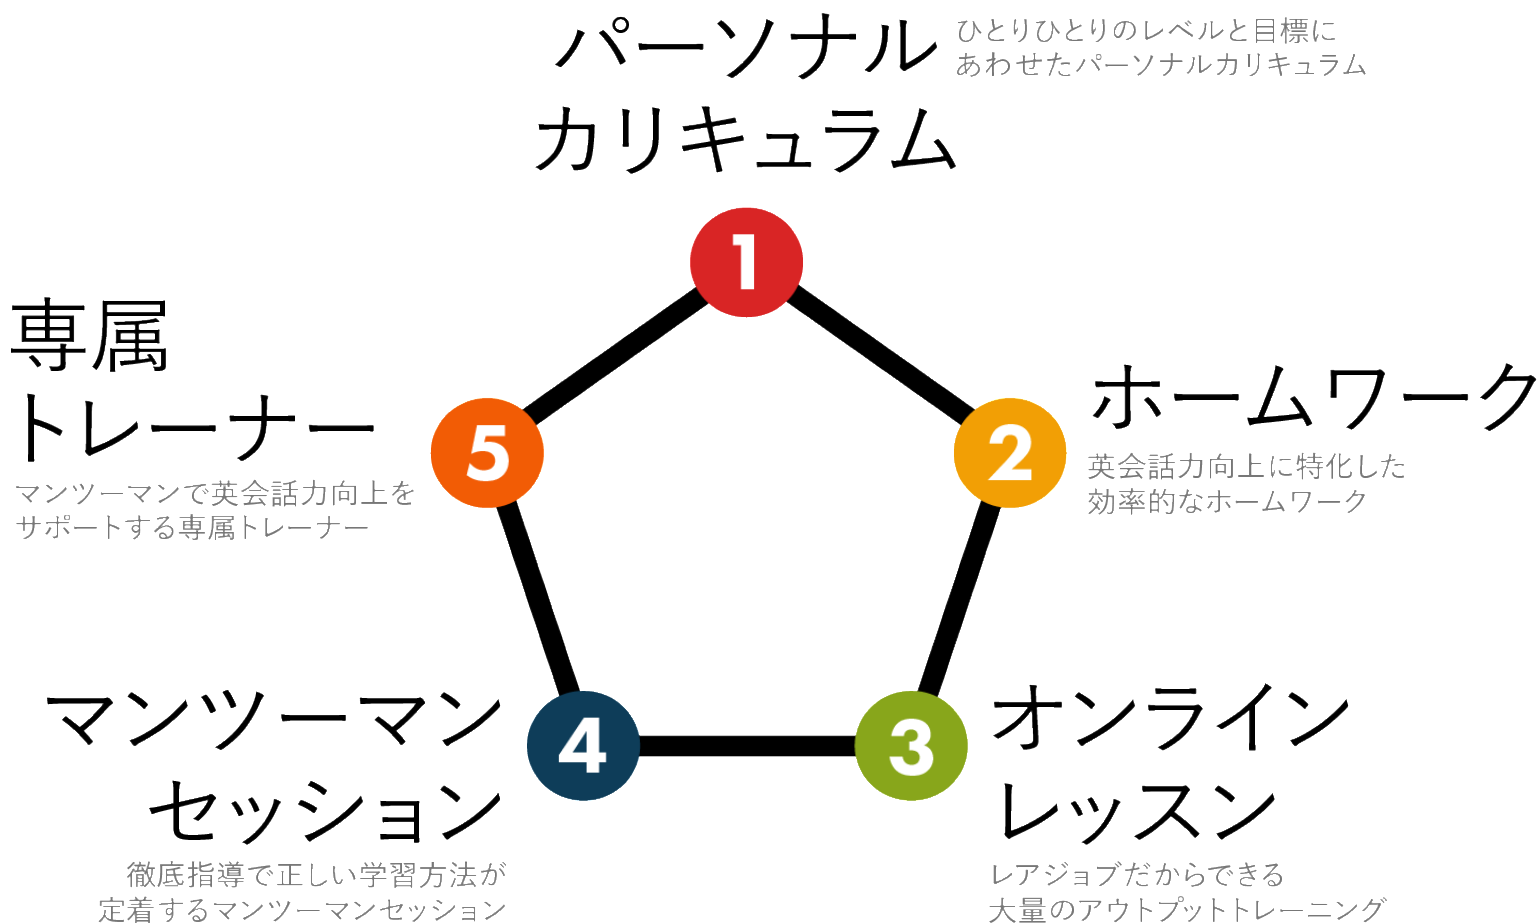 パーソナル
カリキュラム
ひとりひとりのレベルと目標に
あわせたパーソナルカリキュラム
1
2
ホームワーク
英会話力向上に特化した
効率的なホームワーク
3
オンライン
レッスン
レアジョブだからできる
大量のアウトプットトレーニング
4
マンツーマン
セッション
徹底指導で正しい学習方法が
定着するマンツーマンセッション
5
専属
トレーナー
マンツーマンで英会話力向上を
サポートする専属トレーナー